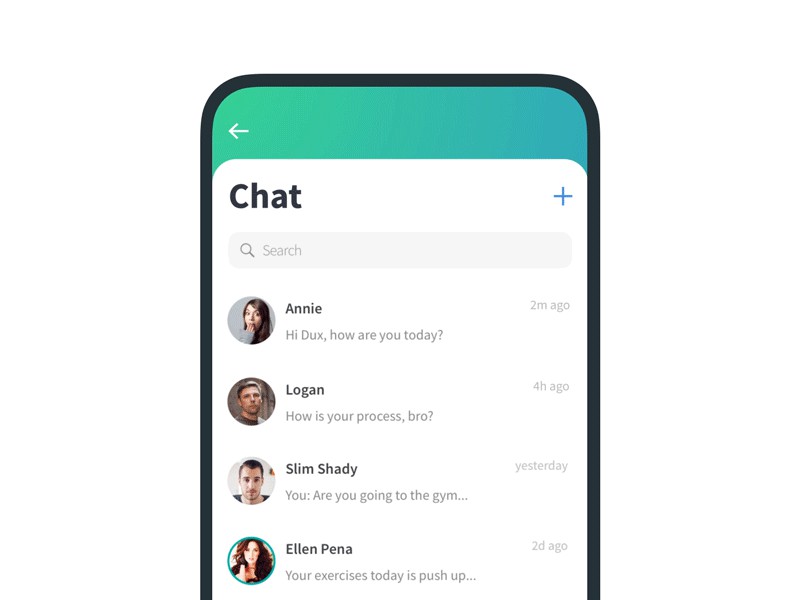 Chat
Search
Annie
2m ago
Hi Dux, how are you today?
Logan
4h ago
How is your process, bro?
Slim Shady
yesterday
You: Are you going to the gym...
Ellen Pena
2d ago
Your exercises today is push up...